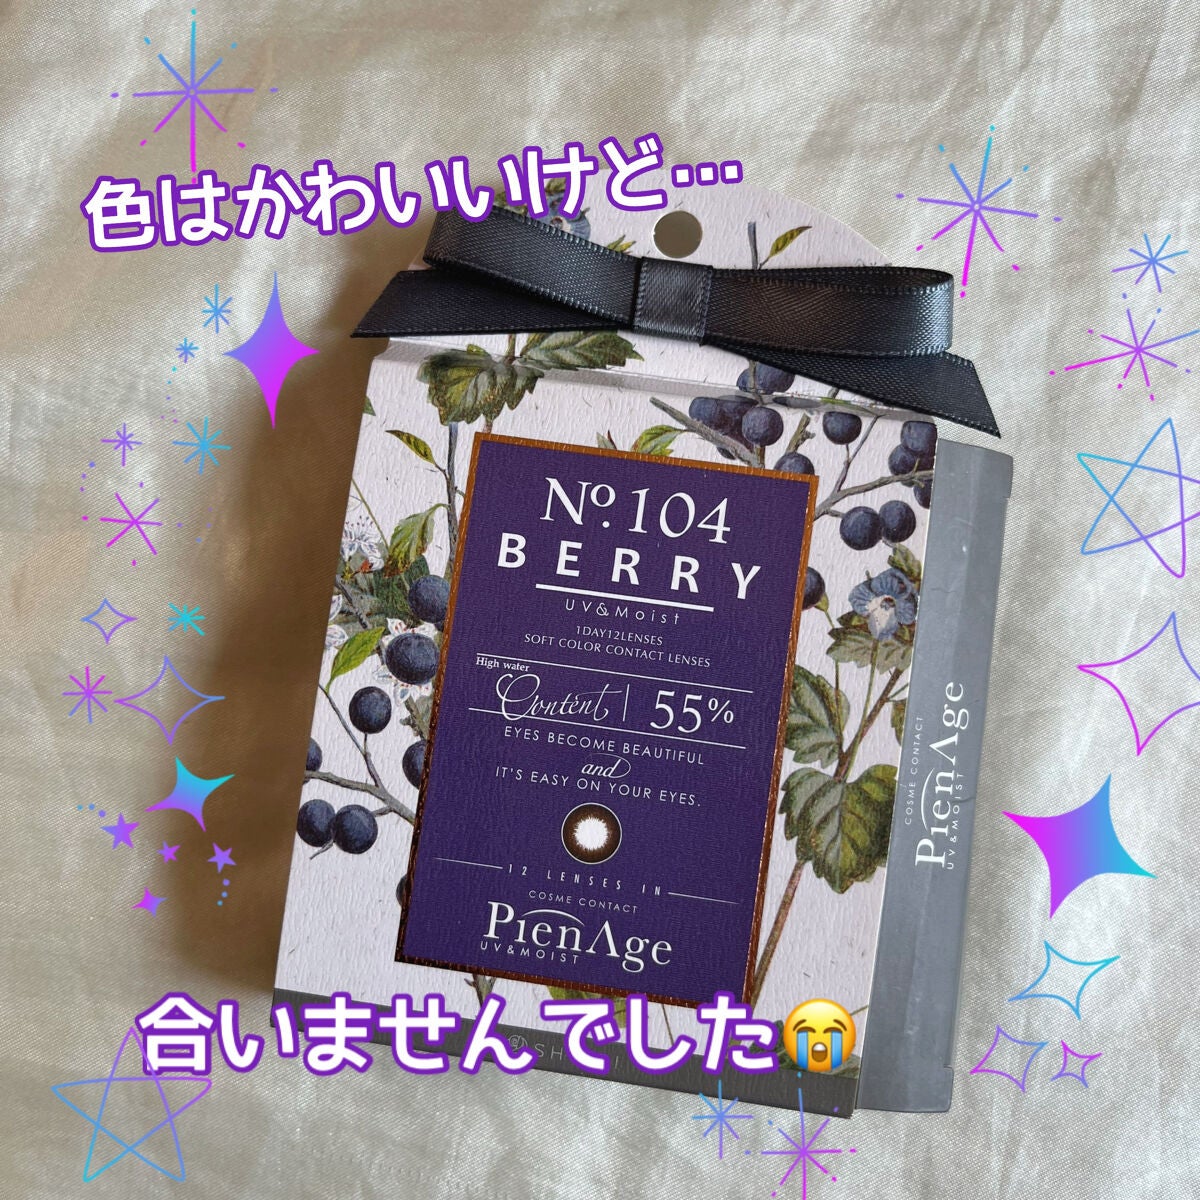 色はかわいいけど…
No.104
BERRY
UV&Moist
1DAY12LENSES
SOFT COLOR CONTACT LENSES
High water
Content | 55%
EYES BECOME BEAUTIFUL
and
IT'S EASY ON YOUR EYES.
12 LENSES IN
COSME CONTACT
PienAge
UV&MOIST
COSME CONTACT
PienAge
UV&MOIST
合いませんでした😭